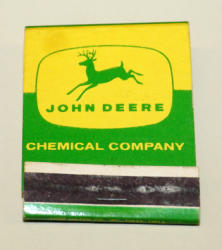 JOHN DEERE
CHEMICAL COMPANY